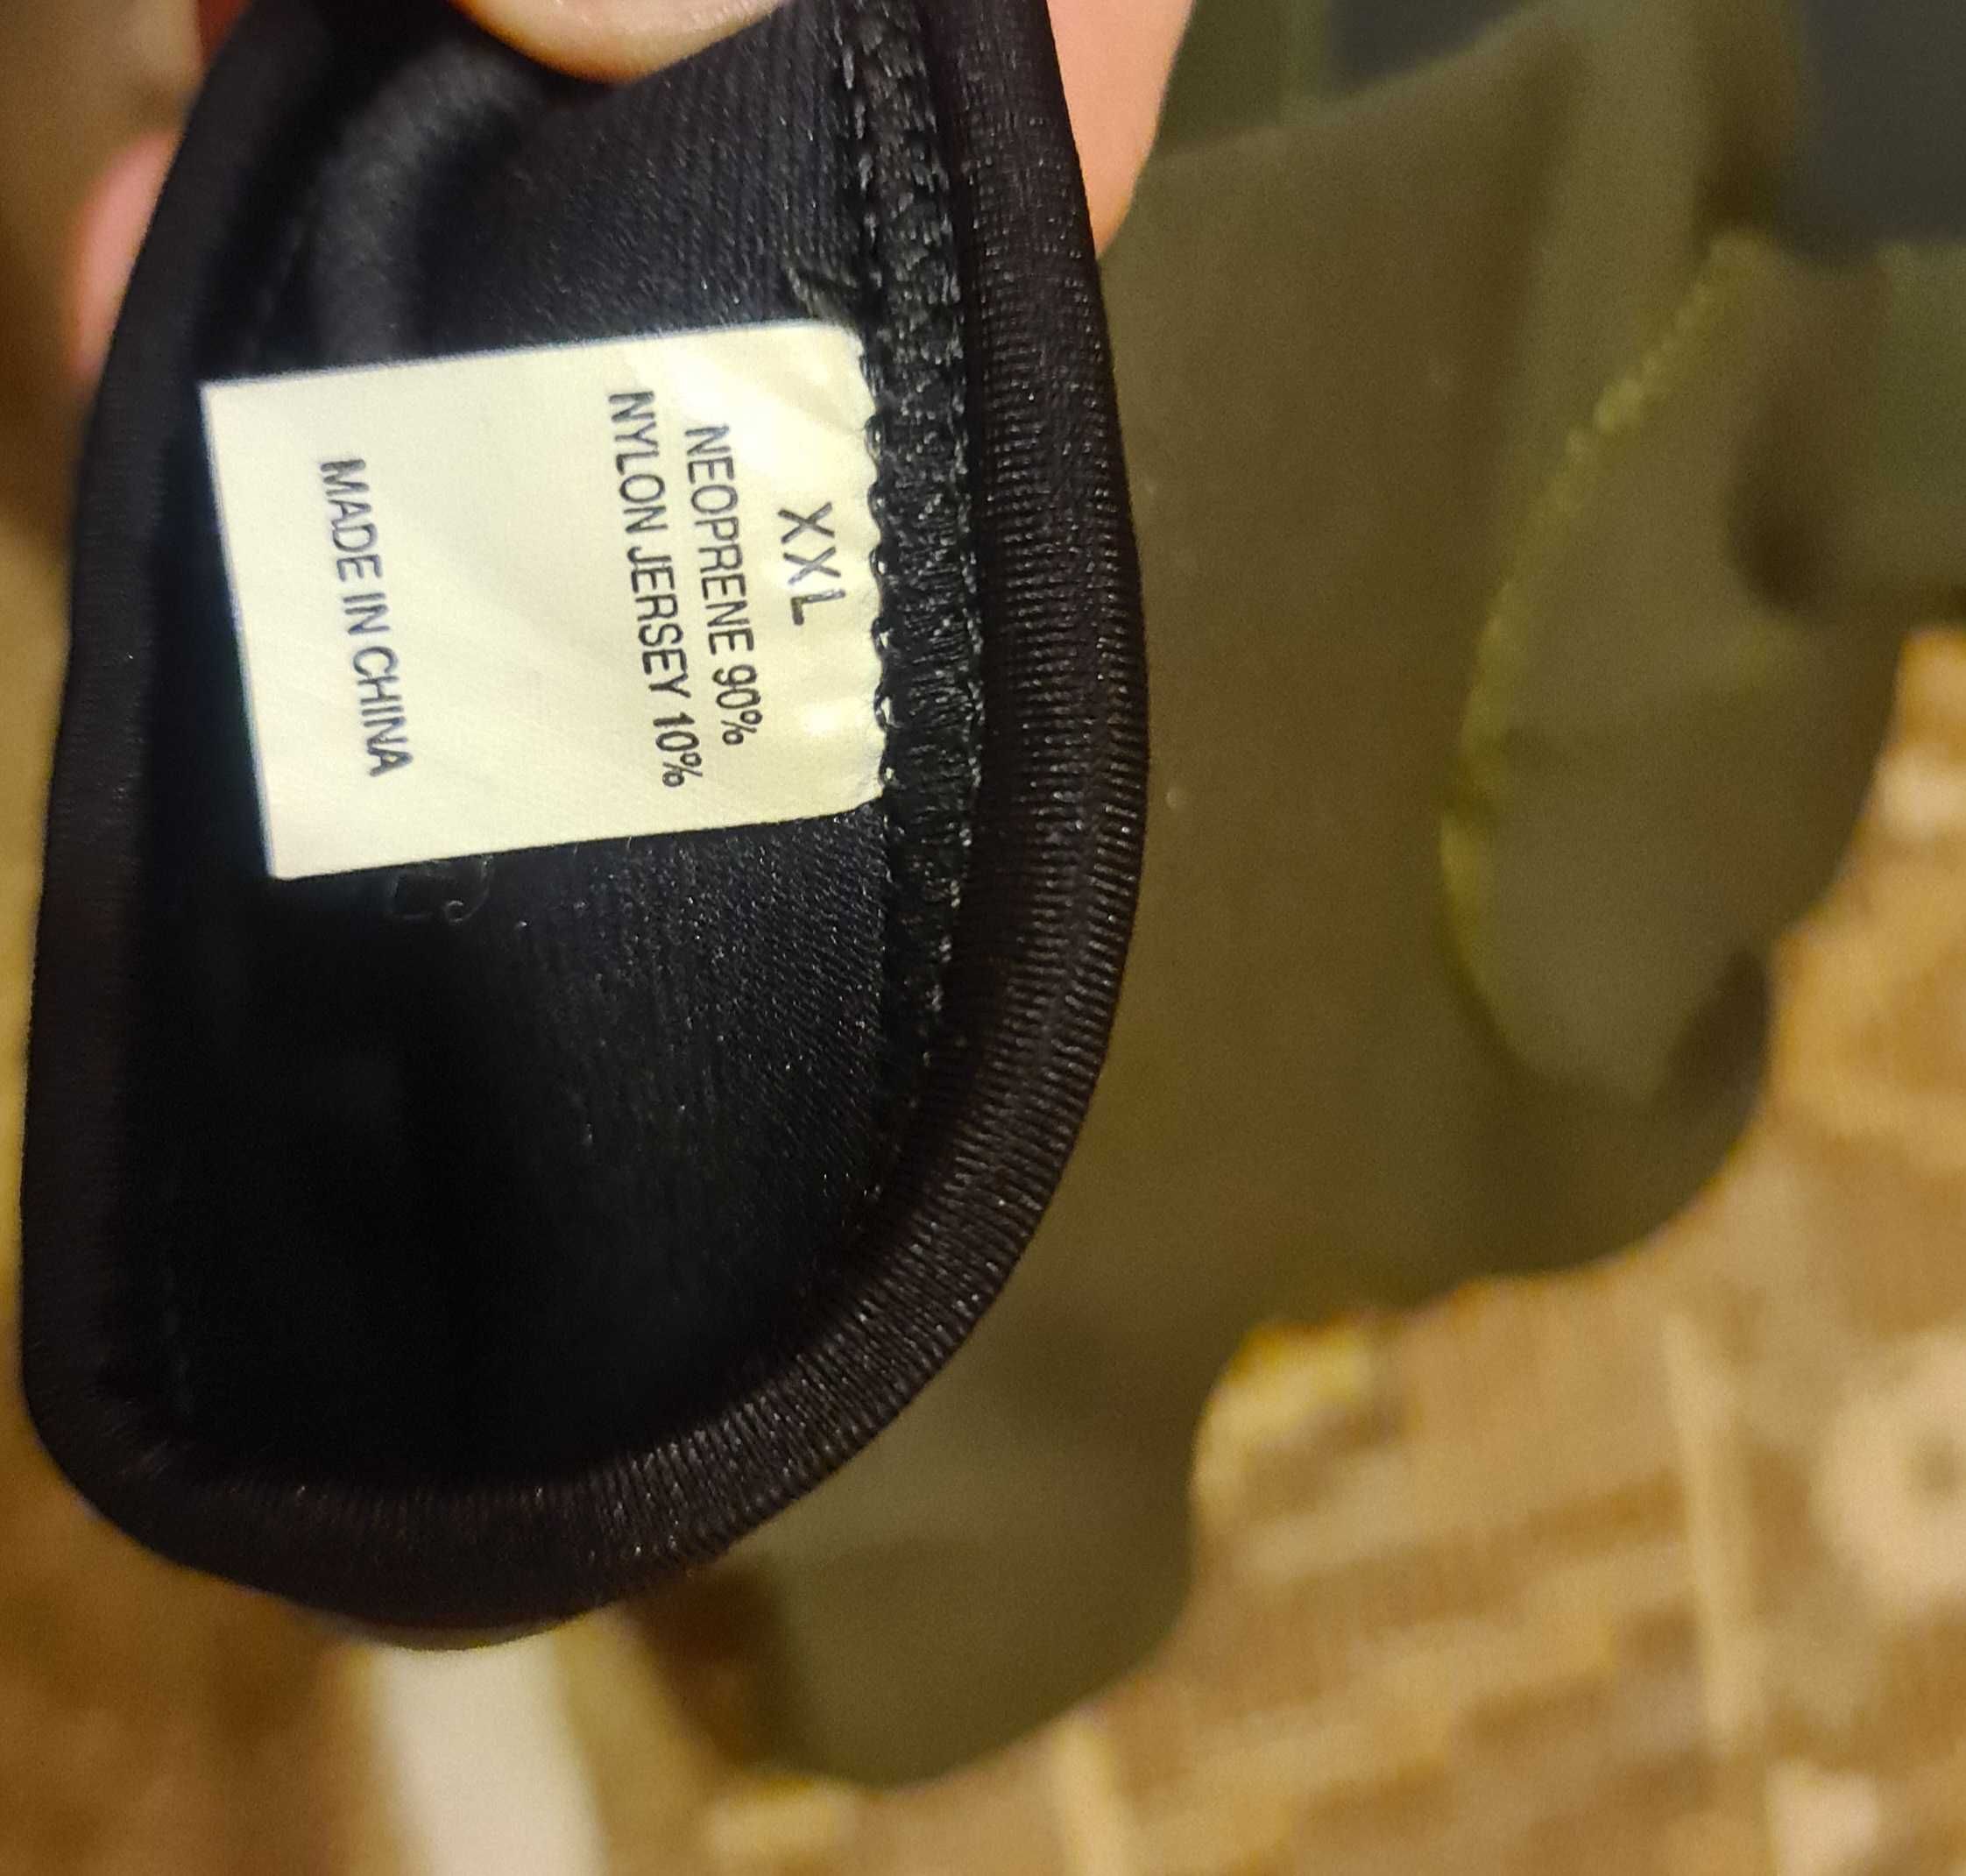 XXL
NEOPRENE 90%
NYLON JERSEY 10%
MADE IN CHINA